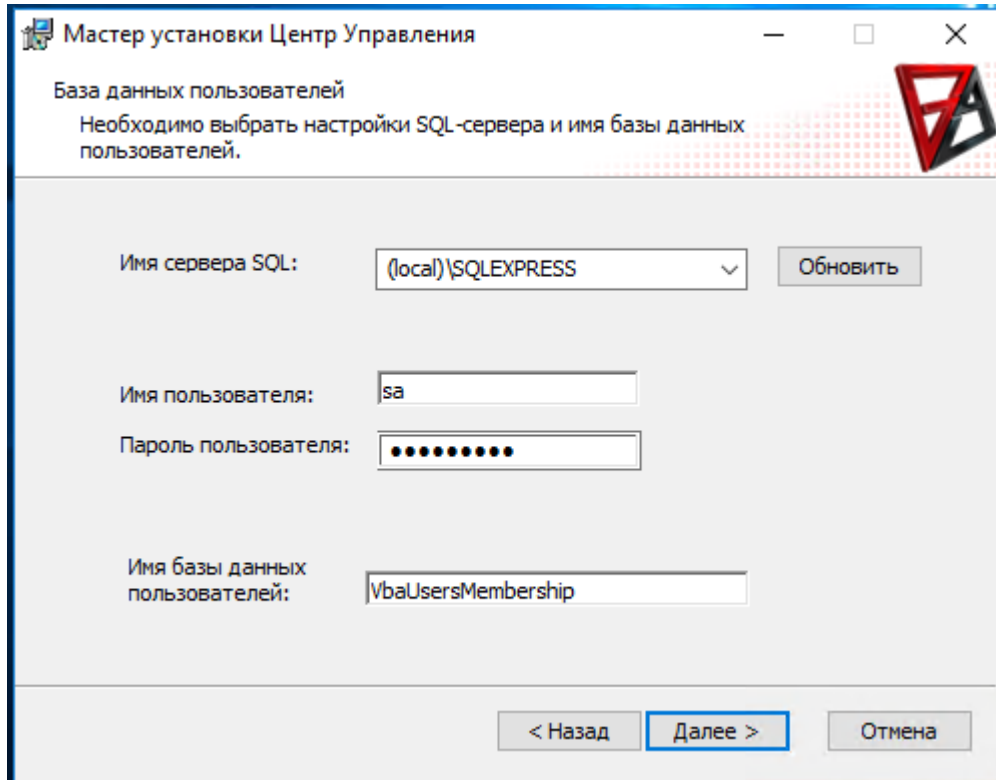 Мастер установки Центр Управления
База данных пользователей
Необходимо выбрать настройки SQL-сервера и имя базы данных
пользователей.
Имя сервера SQL:
(local)\SQLEXPRESS
Обновить
Имя пользователя:
sa
Пароль пользователя:
•••••••••
Имя базы данных
пользователей:
VbaUsersMembership
< Назад
Далее >
Отмена